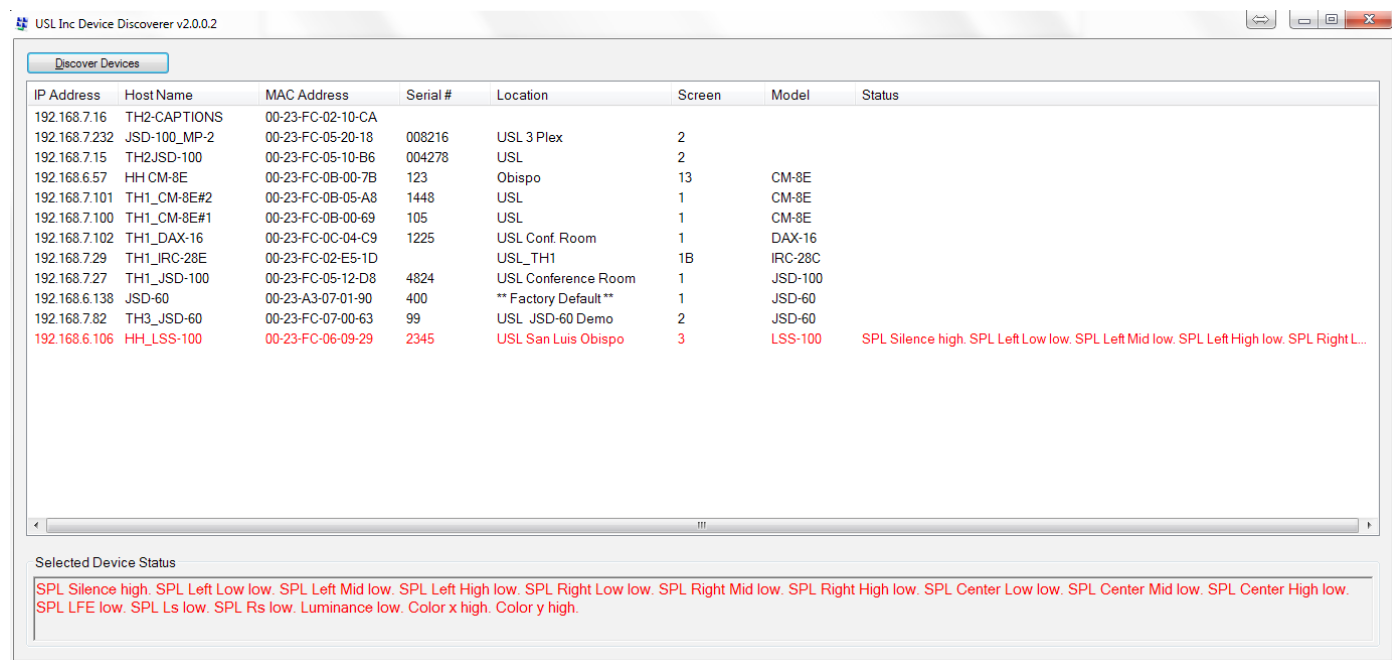 USL Inc Device Discoverer v2.0.0.2
Discover Devices
IP Address Host Name MAC Address Serial # Location Screen Model Status
192.168.7.16 TH2-CAPTIONS 00-23-FC-02-10-CA
192.168.7.232 JSD-100_MP-2 00-23-FC-05-20-18 008216 USL 3 Plex 2
192.168.7.15 TH2JSD-100 00-23-FC-05-10-B6 004278 USL 2
192.168.6.57 HH CM-8E 00-23-FC-0B-00-7B 123 Obispo 13 CM-8E
192.168.7.101 TH1_CM-8E#2 00-23-FC-0B-05-A8 1448 USL 1 CM-8E
192.168.7.100 TH1_CM-8E#1 00-23-FC-0B-00-69 105 USL 1 CM-8E
192.168.7.102 TH1_DAX-16 00-23-FC-0C-04-C9 1225 USL Conf. Room 1 DAX-16
192.168.7.29 TH1_IRC-28E 00-23-FC-02-E5-1D USL_TH1 1B IRC-28C
192.168.7.27 TH1_JSD-100 00-23-FC-05-12-D8 4824 USL Conference Room 1 JSD-100
192.168.6.138 JSD-60 00-23-A3-07-01-90 400 ** Factory Default ** 1 JSD-60
192.168.7.82 TH3_JSD-60 00-23-FC-07-00-63 99 USL JSD-60 Demo 2 JSD-60
192.168.6.106 HH_LSS-100 00-23-FC-06-09-29 2345 USL San Luis Obispo 3 LSS-100 SPL Silence high. SPL Left Low low. SPL Left Mid low. SPL Left High low. SPL Right L...
Selected Device Status
SPL Silence high. SPL Left Low low. SPL Left Mid low. SPL Left High low. SPL Right Low low. SPL Right Mid low. SPL Right High low. SPL Center Low low. SPL Center Mid low. SPL Center High low.
SPL LFE low. SPL Ls low. SPL Rs low. Luminance low. Color x high. Color y high.